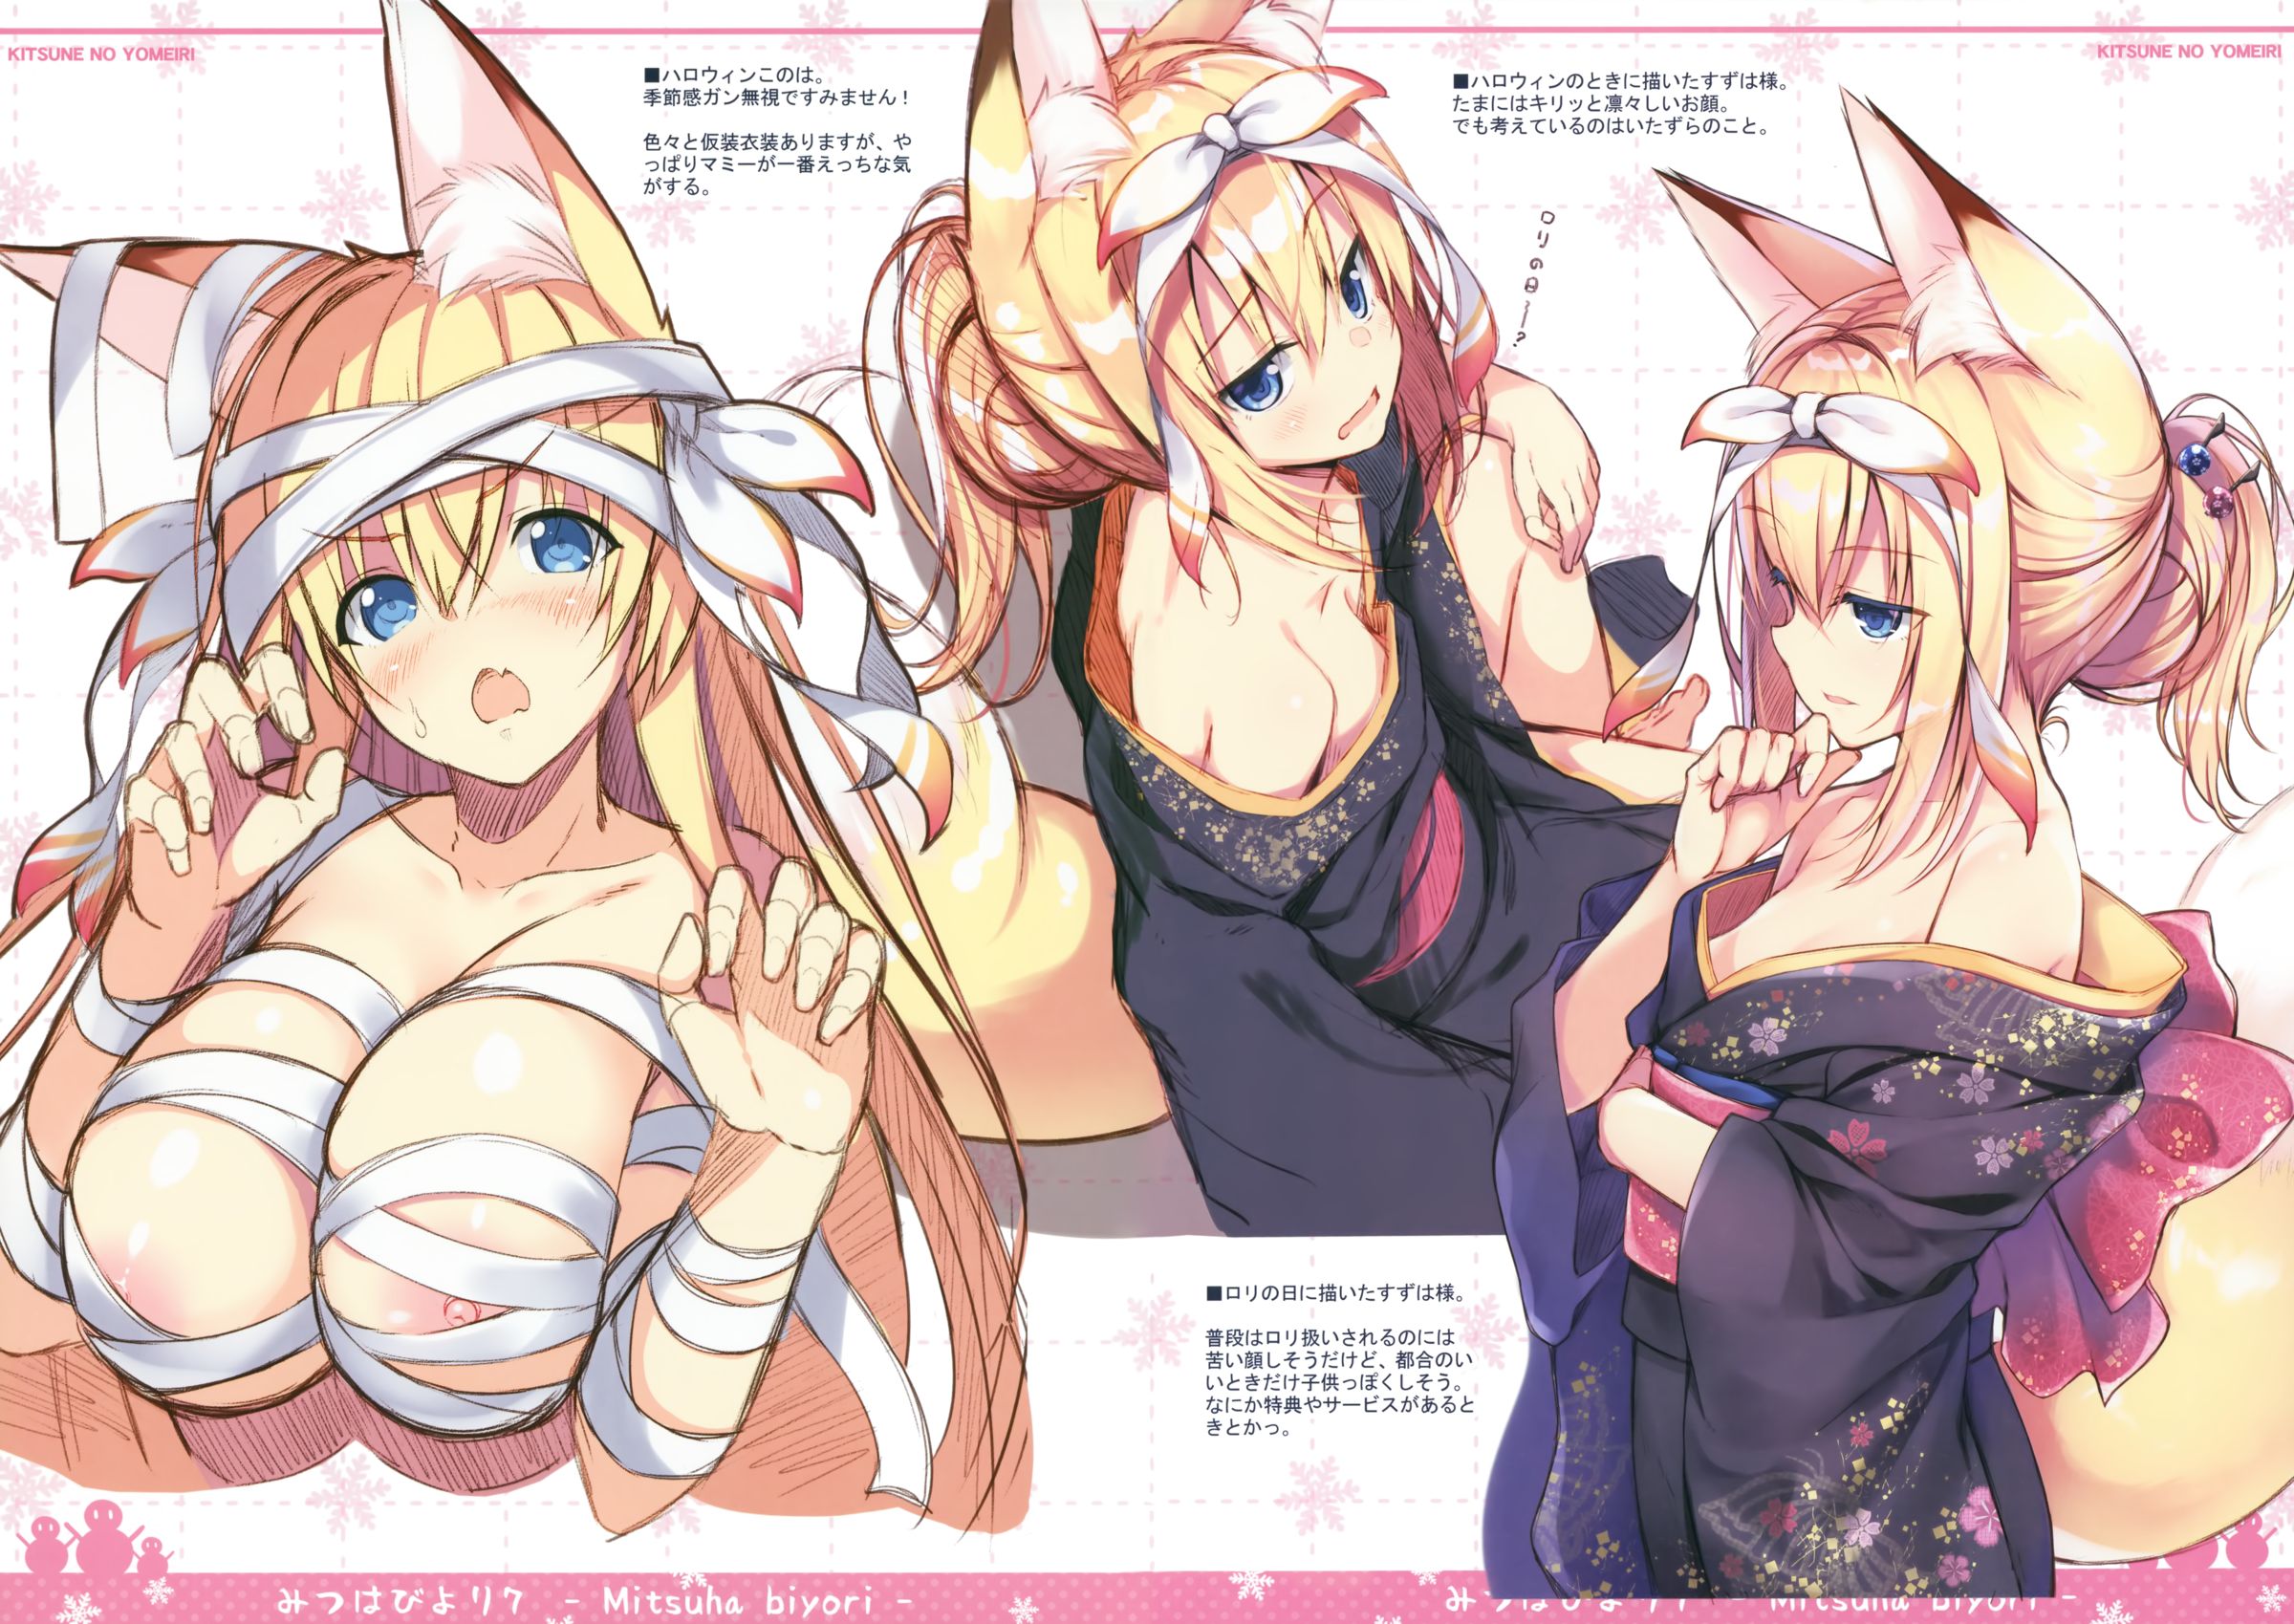 KITSUNE NO YOMEIRI
KITSUNE NO YOMEIRI
■ハロウィンこのは。
季節感ガン無視ですみません!
色々と仮装衣装ありますが、や
っぱりマミーが一番えっちな気
がする。
■ハロウィンのときに描いたすずは様。
たまにはキリッと凛々しいお顔。
でも考えているのはいたずらのこと。
ロリの日〜〜?
■ロリの日に描いたすずは様。
普段はロリ扱いされるのには
苦い顔しそうだけど、都合のい
いときだけ子供っぽくしそう。
なにか特典やサービスがあると
きとかっ。
みつはびより7 - Mitsuha biyori -
みつはびより7 - Mitsuha biyori -